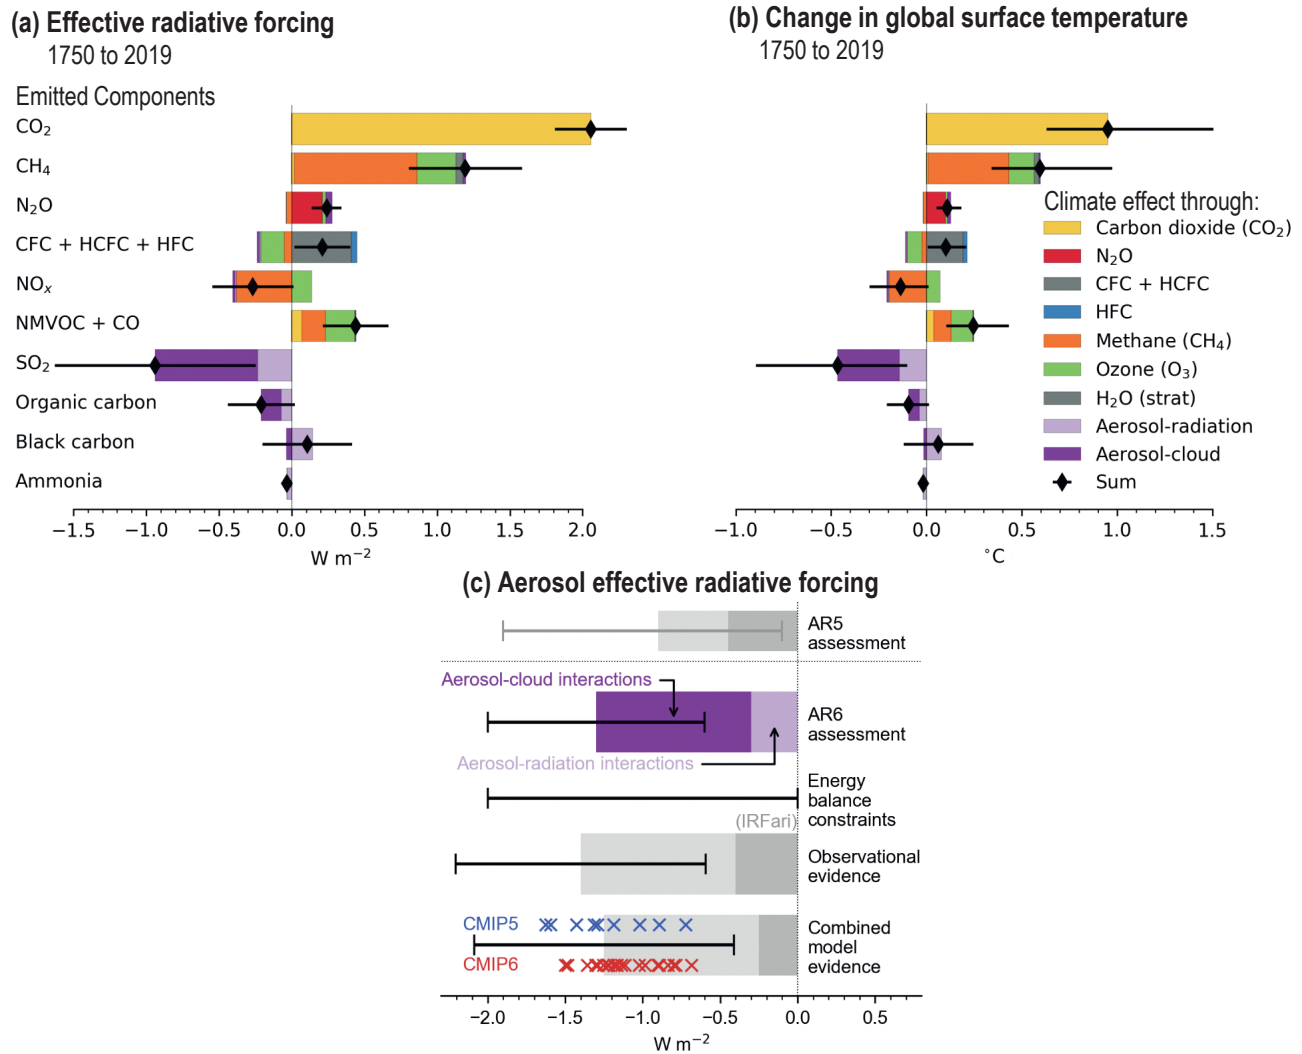 (a) Effective radiative forcing
1750 to 2019
Emitted Components
CO₂
CH₄
N₂O
CFC + HCFC + HFC
NOₓ
NMVOC + CO
SO₂
Organic carbon
Black carbon
Ammonia
−1.5 −1.0 −0.5 0.0 0.5 1.0 1.5 2.0
W m⁻²
(b) Change in global surface temperature
1750 to 2019
Climate effect through:
Carbon dioxide (CO₂)
N₂O
CFC + HCFC
HFC
Methane (CH₄)
Ozone (O₃)
H₂O (strat)
Aerosol-radiation
Aerosol-cloud
Sum
−1.0 −0.5 0.0 0.5 1.0 1.5
°C
(c) Aerosol effective radiative forcing
AR5
assessment
Aerosol-cloud interactions
AR6
assessment
Aerosol-radiation interactions
Energy
balance
constraints
(IRFari)
Observational
evidence
CMIP5
CMIP6
Combined
model
evidence
−2.0 −1.5 −1.0 −0.5 0.0 0.5
W m⁻²